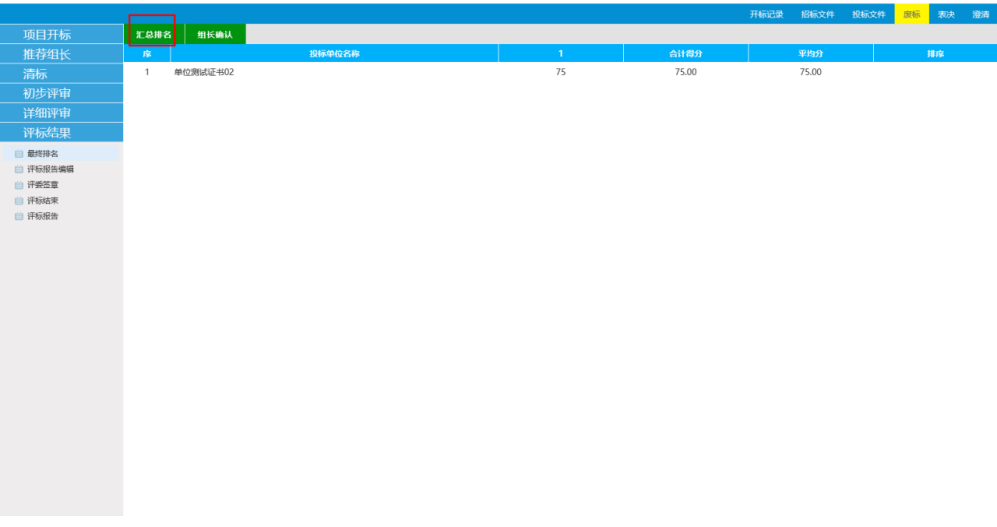 开标记录 招标文件 投标文件 废标 表决 澄清
项目开标
推荐组长
清标
初步评审
详细评审
评标结果
最终排名
评标报告编辑
评委签章
评标结束
评标报告
汇总排名 组长确认
序 投标单位名称 1 合计得分 平均分 排序
1 单位测试证书02 75 75.00 75.00